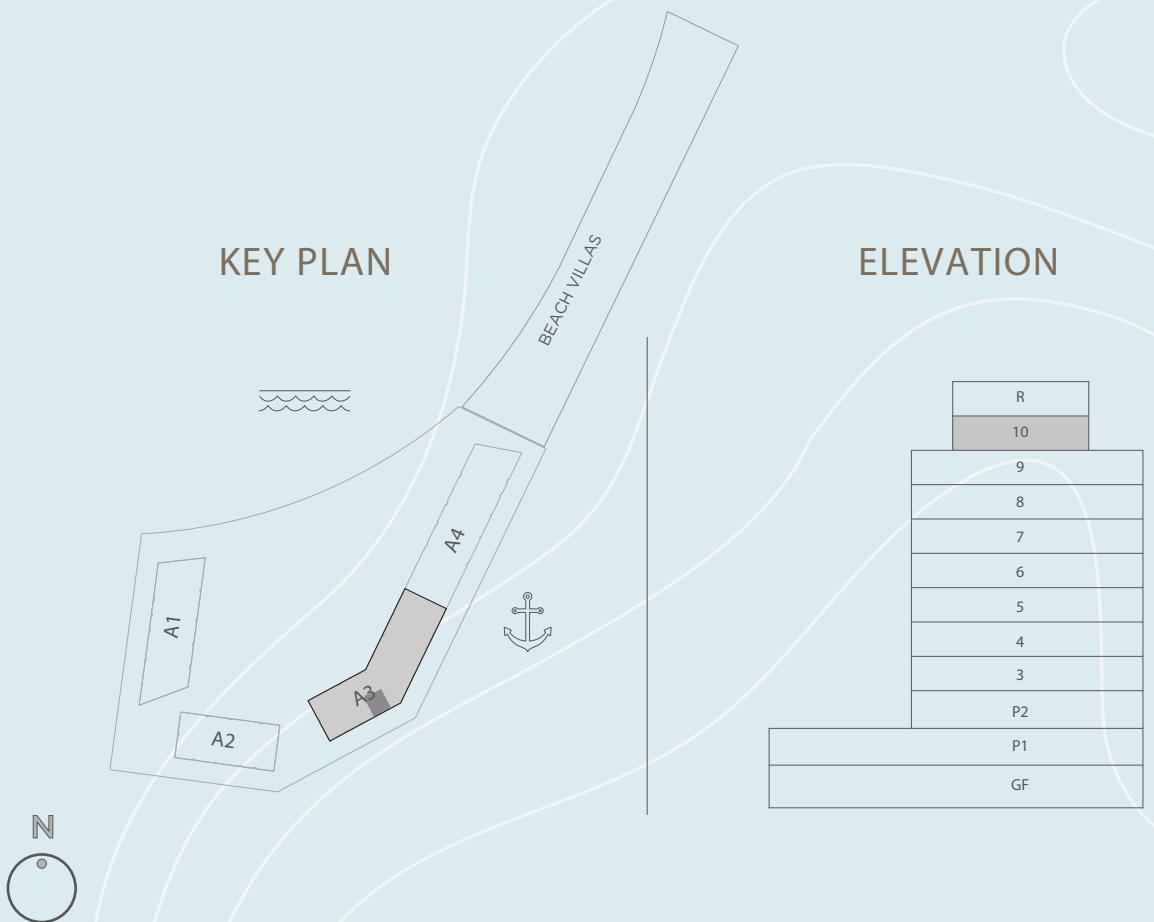 KEY PLAN
BEACH VILLAS
A4
A1
A3
A2
N
ELEVATION
R
10
9
8
7
6
5
4
3
P2
P1
GF